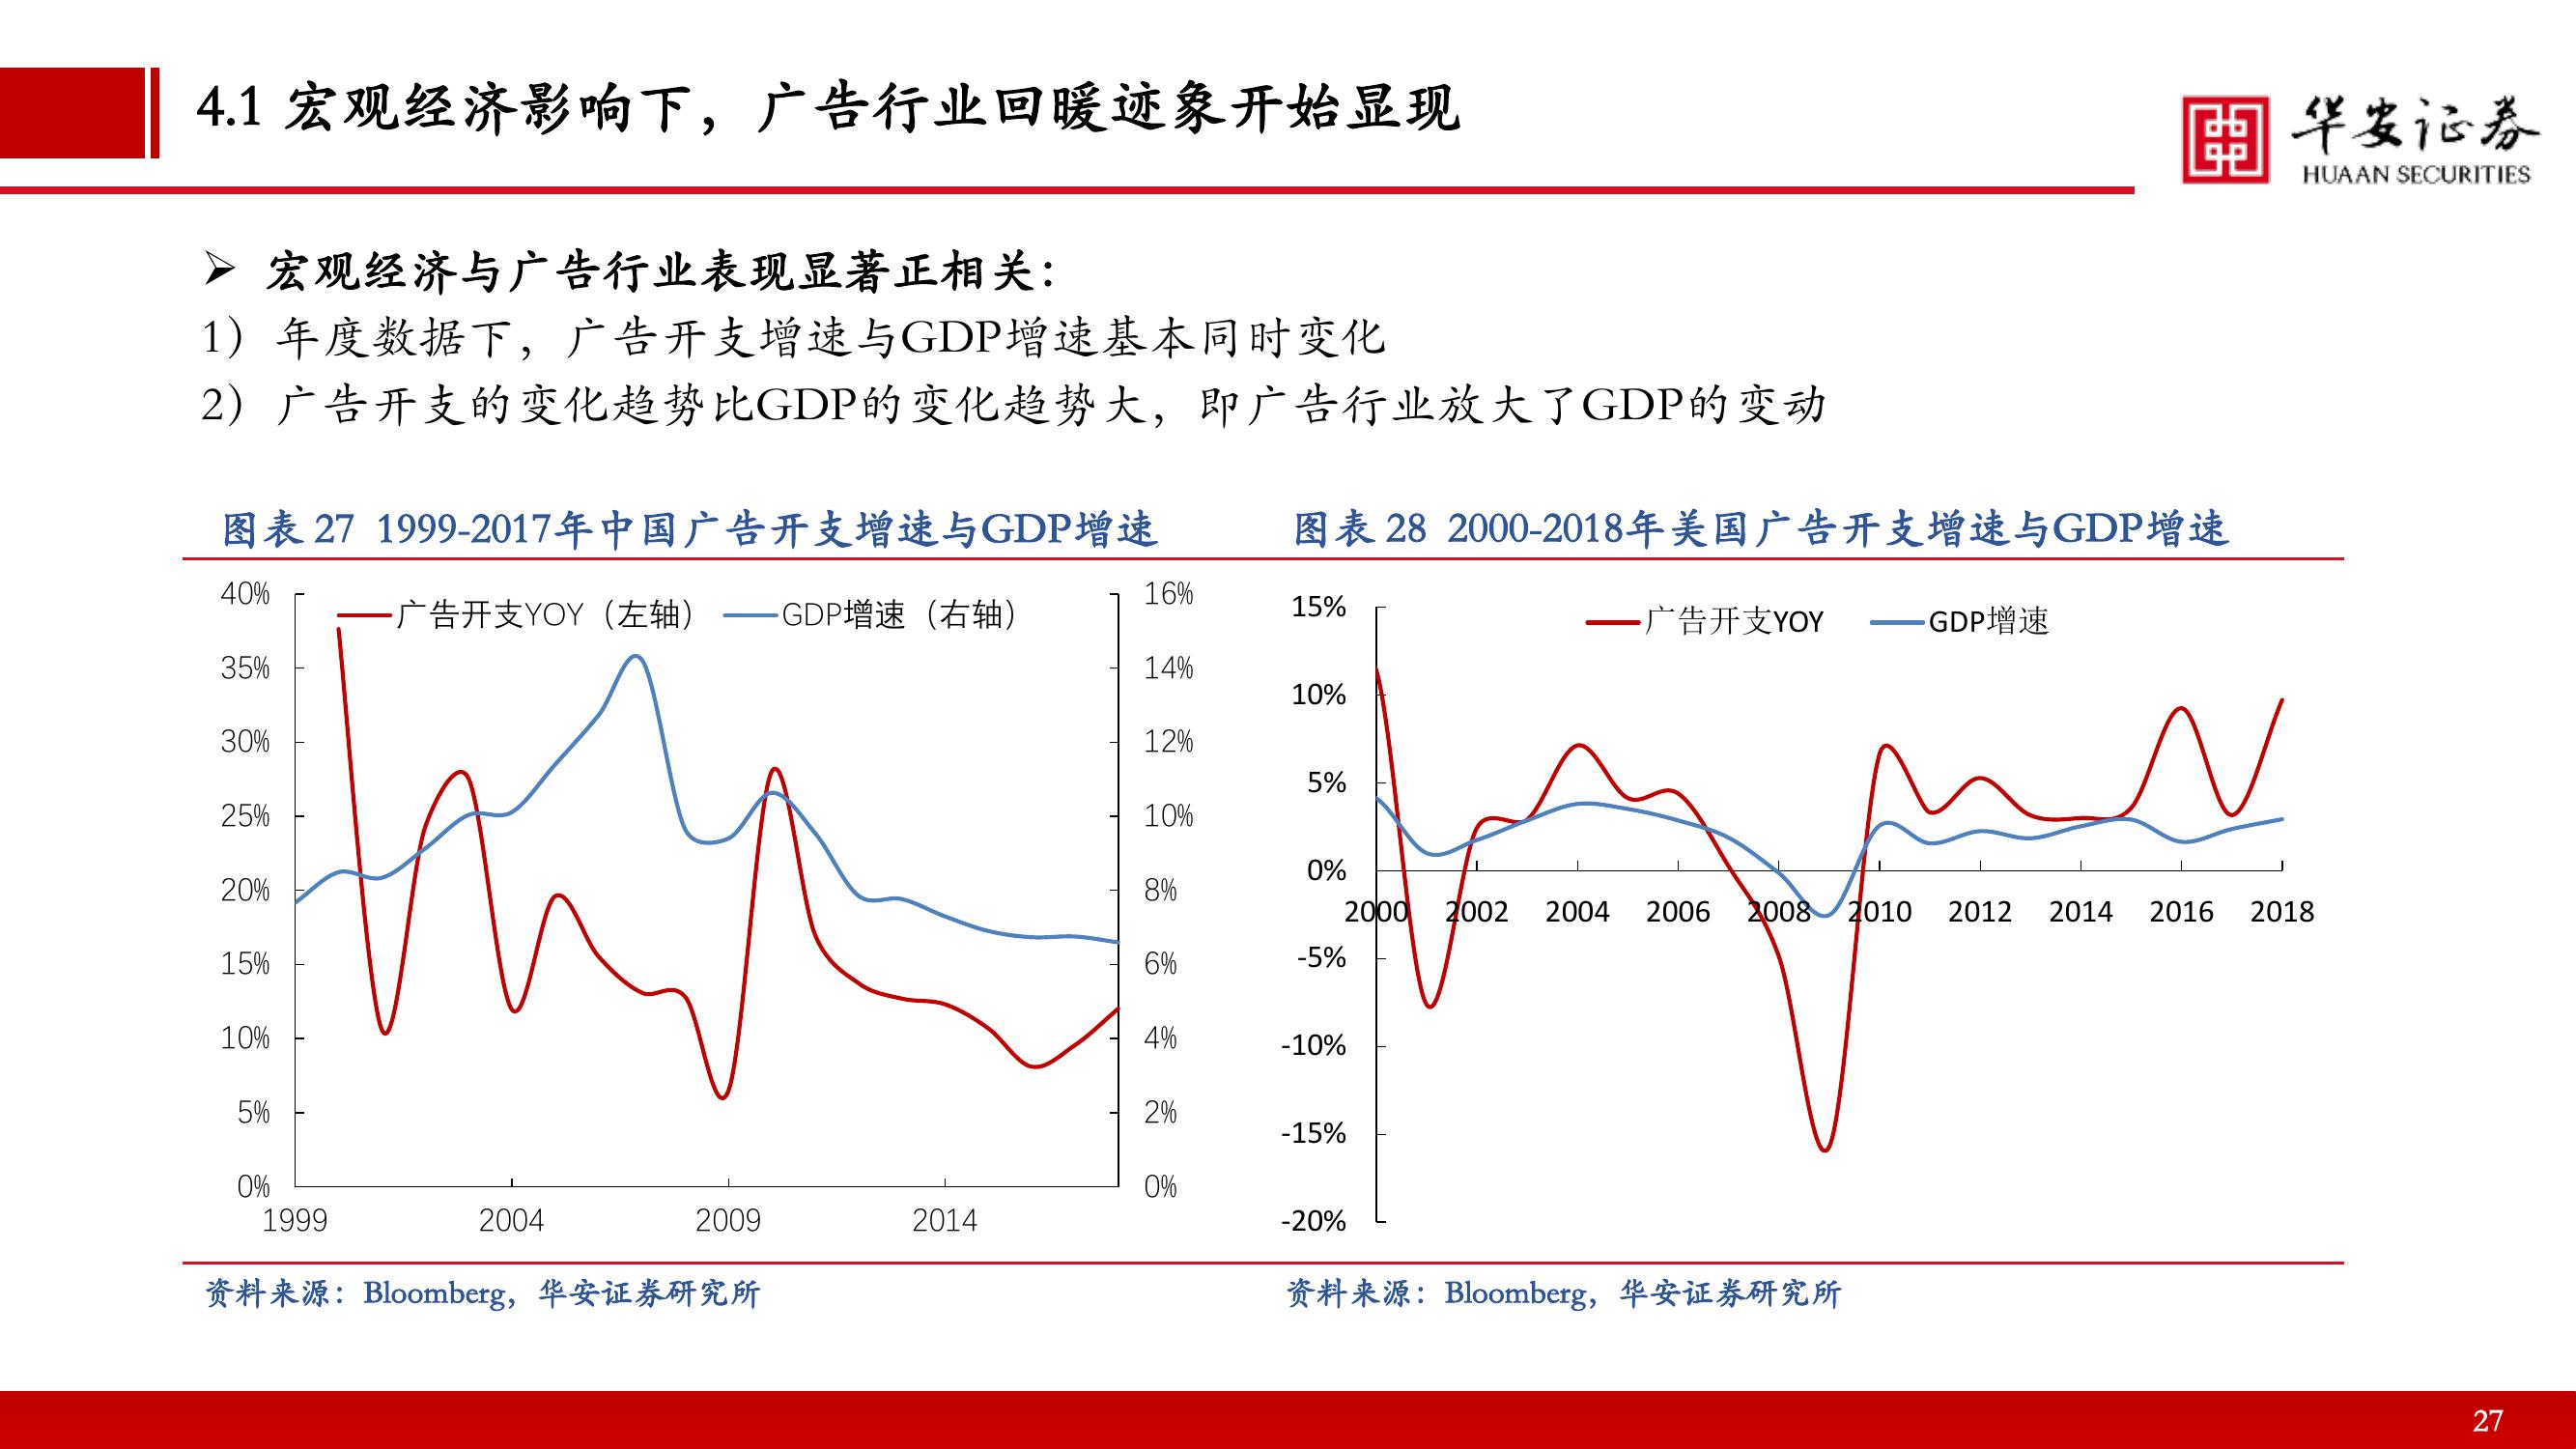 4.1 宏观经济影响下，广告行业回暖迹象开始显现
华安证券
HUAAN SECURITIES
➢ 宏观经济与广告行业表现显著正相关：
1）年度数据下，广告开支增速与GDP增速基本同时变化
2）广告开支的变化趋势比GDP的变化趋势大，即广告行业放大了GDP的变动
图表 27 1999-2017年中国广告开支增速与GDP增速
广告开支YOY（左轴） GDP增速（右轴）
40%
35%
30%
25%
20%
15%
10%
5%
0%
16%
14%
12%
10%
8%
6%
4%
2%
0%
1999 2004 2009 2014
资料来源：Bloomberg，华安证券研究所
图表 28 2000-2018年美国广告开支增速与GDP增速
广告开支YOY GDP增速
15%
10%
5%
0%
-5%
-10%
-15%
-20%
2000 2002 2004 2006 2008 2010 2012 2014 2016 2018
资料来源：Bloomberg，华安证券研究所
27